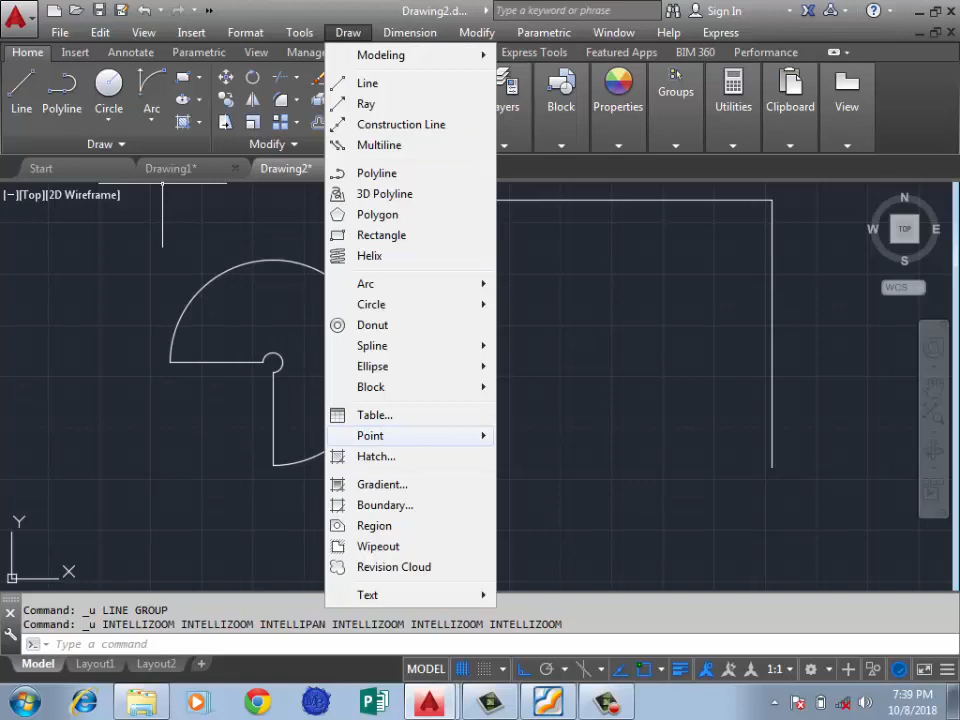 Drawing2.d...
Type a keyword or phrase
Sign In
File
Edit
View
Insert
Format
Tools
Draw
Dimension
Modify
Parametric
Window
Help
Express
Home
Insert
Annotate
Parametric
View
Manag
Express Tools
Featured Apps
BIM 360
Performance
Line
Polyline
Circle
Arc
Draw
Modify
ayers
Block
Properties
Groups
Utilities
Clipboard
View
Start
Drawing1*
Drawing2*
[−][Top][2D Wireframe]
Modeling
Line
Ray
Construction Line
Multiline
Polyline
3D Polyline
Polygon
Rectangle
Helix
Arc
Circle
Donut
Spline
Ellipse
Block
Table...
Point
Hatch...
Gradient...
Boundary...
Region
Wipeout
Revision Cloud
Text
N
W
TOP
E
S
WCS
Y
X
Command: _u LINE GROUP
Command: _u INTELLIZOOM INTELLIZOOM INTELLIPAN INTELLIZOOM INTELLIZOOM INTELLIZOOM
Type a command
Model
Layout1
Layout2
MODEL
1:1
7:39 PM
10/8/2018